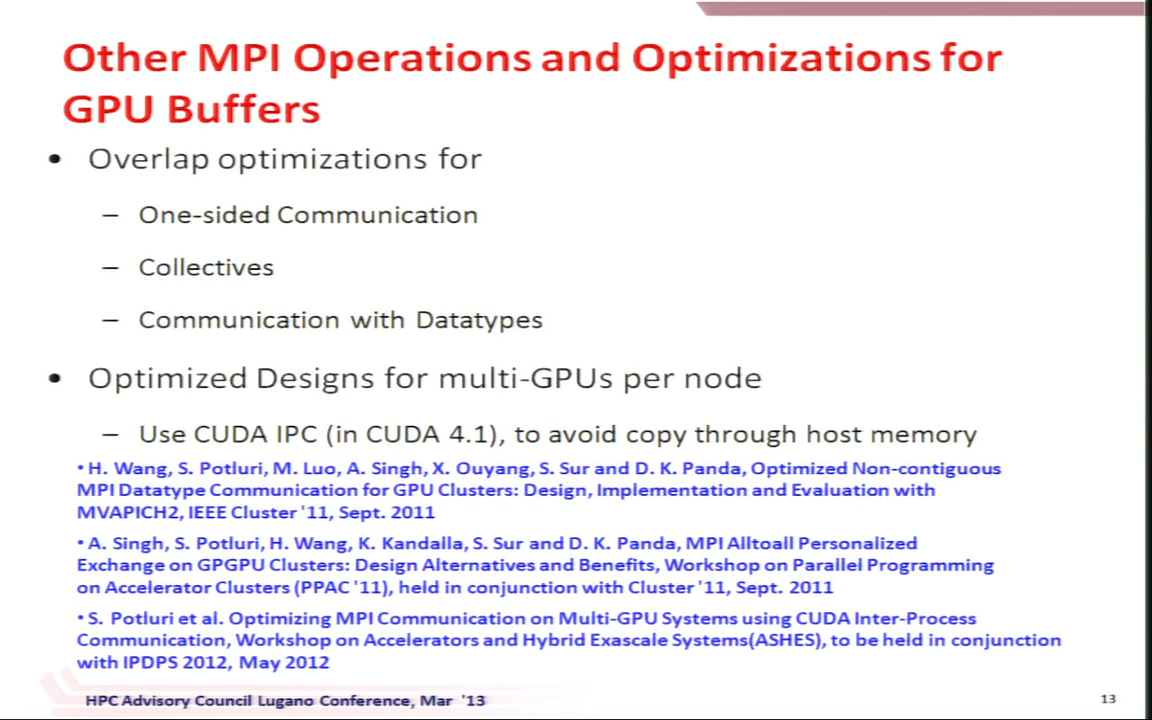 Other MPI Operations and Optimizations for
GPU Buffers
• Overlap optimizations for
– One-sided Communication
– Collectives
– Communication with Datatypes
• Optimized Designs for multi-GPUs per node
– Use CUDA IPC (in CUDA 4.1), to avoid copy through host memory
•H. Wang, S. Potluri, M. Luo, A. Singh, X. Ouyang, S. Sur and D. K. Panda, Optimized Non-contiguous
MPI Datatype Communication for GPU Clusters: Design, Implementation and Evaluation with
MVAPICH2, IEEE Cluster '11, Sept. 2011
•A. Singh, S. Potluri, H. Wang, K. Kandalla, S. Sur and D. K. Panda, MPI Alltoall Personalized
Exchange on GPGPU Clusters: Design Alternatives and Benefits, Workshop on Parallel Programming
on Accelerator Clusters (PPAC '11), held in conjunction with Cluster '11, Sept. 2011
•S. Potluri et al. Optimizing MPI Communication on Multi-GPU Systems using CUDA Inter-Process
Communication, Workshop on Accelerators and Hybrid Exascale Systems(ASHES), to be held in conjunction
with IPDPS 2012, May 2012
HPC Advisory Council Lugano Conference, Mar '13
13